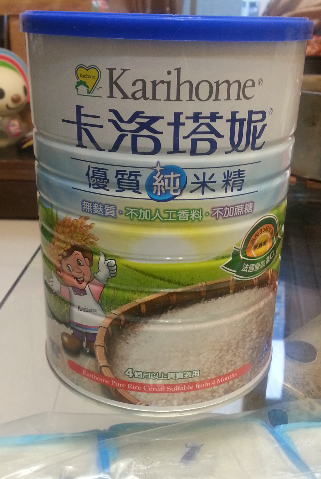 Karihome
卡洛塔妮
優質純米精
無麩質・不加人工香料・不加蔗糖
4個月以上嬰兒適用
Karihome Pure Rice Cereal Suitable from 4 Months